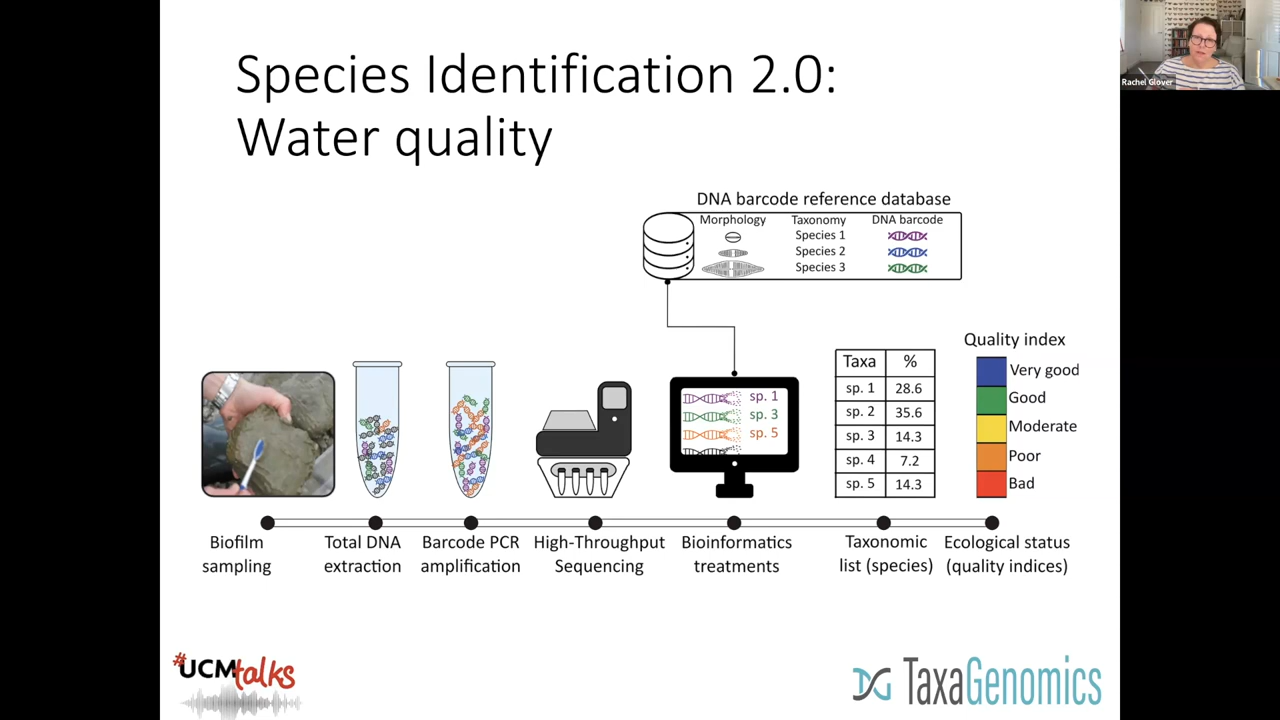 Species Identification 2.0:
Water quality
Rachel Glover
DNA barcode reference database
Morphology Taxonomy DNA barcode
Species 1
Species 2
Species 3
Quality index
Very good
Good
Moderate
Poor
Bad
sp. 1
sp. 3
sp. 5
Taxa %
sp. 1 28.6
sp. 2 35.6
sp. 3 14.3
sp. 4 7.2
sp. 5 14.3
Biofilm
sampling
Total DNA
extraction
Barcode PCR
amplification
High-Throughput
Sequencing
Bioinformatics
treatments
Taxonomic
list (species)
Ecological status
(quality indices)
#UCMtalks
TaxaGenomics